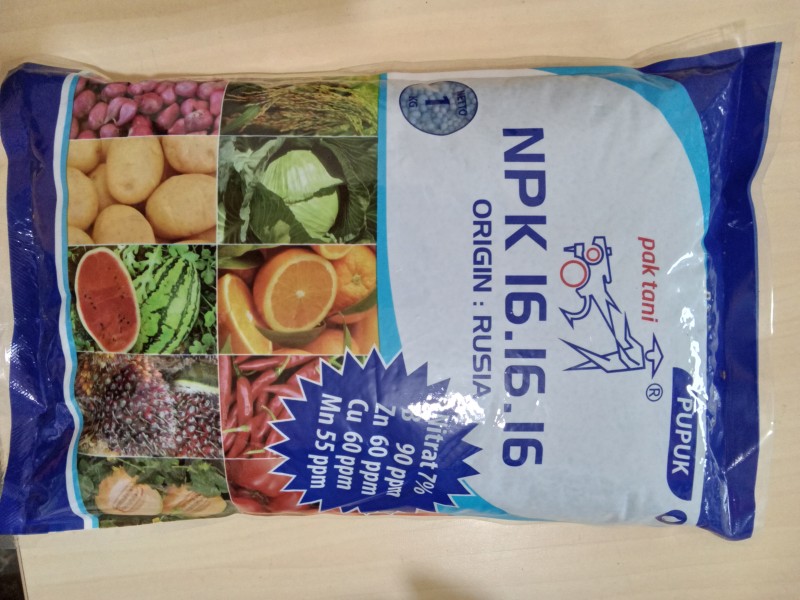 PUPUK
pak tani
®
NPK 16.16.16
ORIGIN : RUSIA
NETTO
1
KG
Nitrat 7%
B 90 ppm
Zn 60 ppm
Cu 60 ppm
Mn 55 ppm